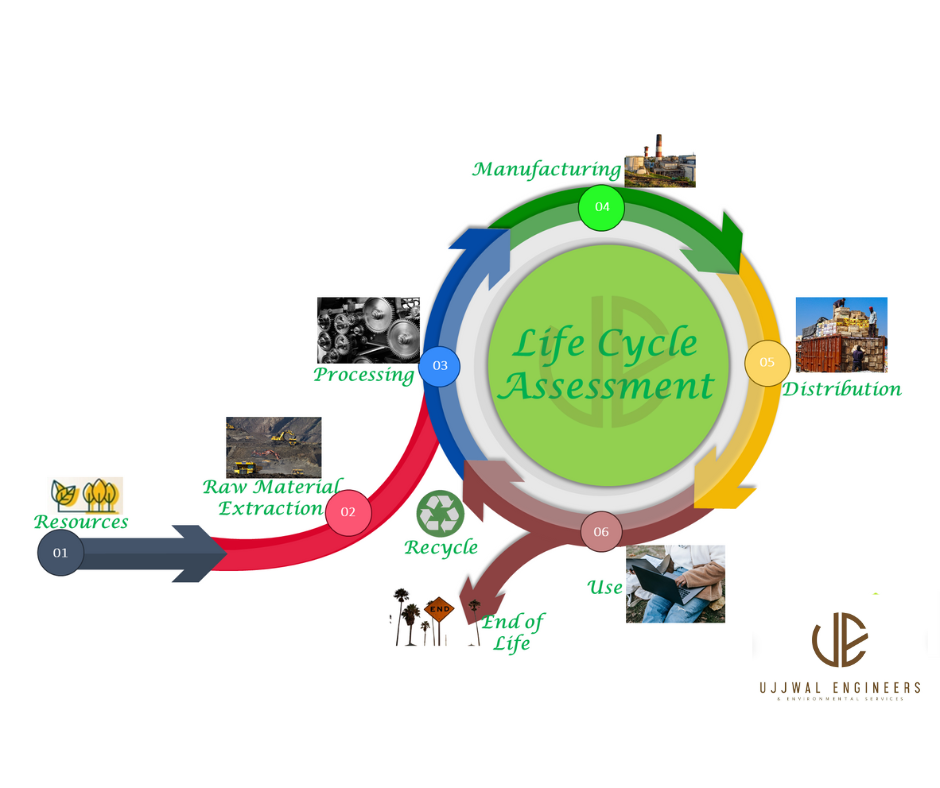 Manufacturing
04
Life Cycle
Assessment
03
Processing
05
Distribution
Raw Material
Extraction
02
Resources
01
Recycle
06
Use
END
End of
Life
UE
UJJWAL ENGINEERS
& ENVIRONMENTAL SERVICES